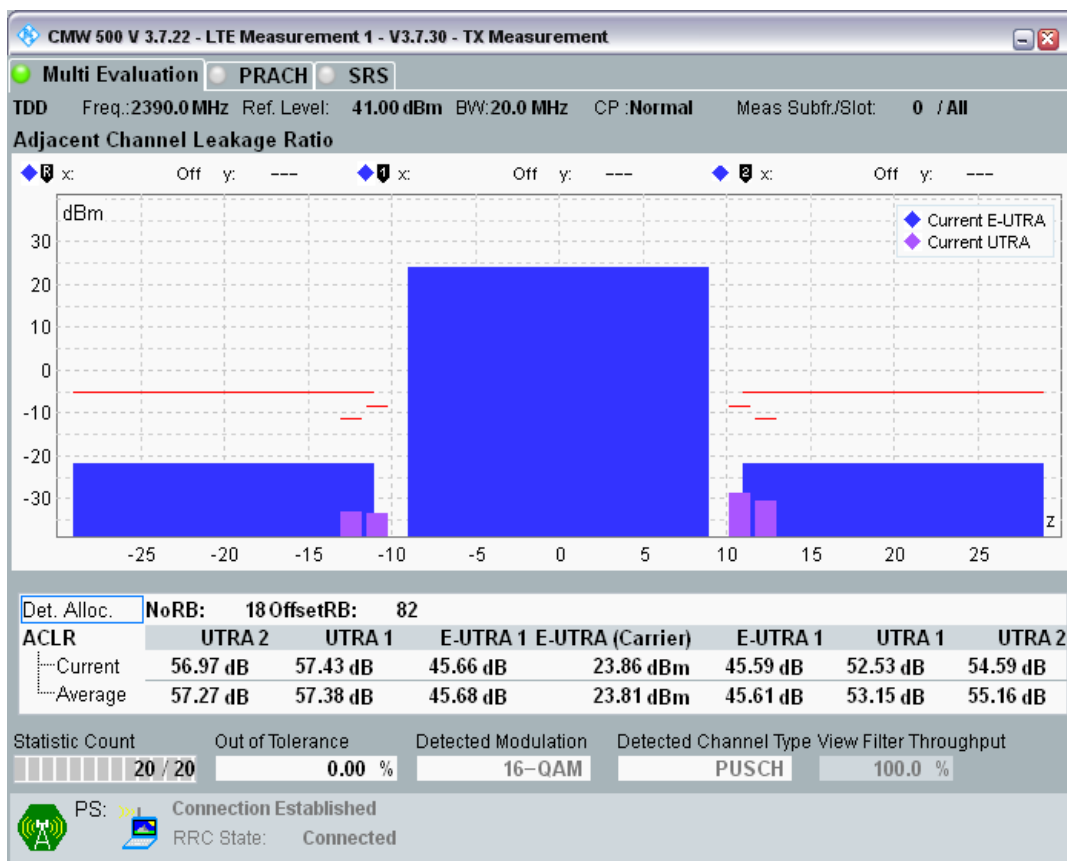 CMW 500 V 3.7.22 - LTE Measurement 1 - V3.7.30 - TX Measurement
Multi Evaluation PRACH SRS
TDD Freq.:2390.0 MHz Ref. Level: 41.00 dBm BW:20.0 MHz CP :Normal Meas Subfr./Slot: 0 / All
Adjacent Channel Leakage Ratio
R x: Off y: --- 1 x: Off y: --- 2 x: Off y: ---
dBm
Current E-UTRA
Current UTRA
30
20
10
0
-10
-20
-30
z
-25 -20 -15 -10 -5 0 5 10 15 20 25
Det. Alloc. NoRB: 18 OffsetRB: 82
ACLR UTRA 2 UTRA 1 E-UTRA 1 E-UTRA (Carrier) E-UTRA 1 UTRA 1 UTRA 2
Current 56.97 dB 57.43 dB 45.66 dB 23.86 dBm 45.59 dB 52.53 dB 54.59 dB
Average 57.27 dB 57.38 dB 45.68 dB 23.81 dBm 45.61 dB 53.15 dB 55.16 dB
Statistic Count Out of Tolerance Detected Modulation Detected Channel Type View Filter Throughput
20 / 20 0.00 % 16-QAM PUSCH 100.0 %
PS: Connection Established
RRC State: Connected